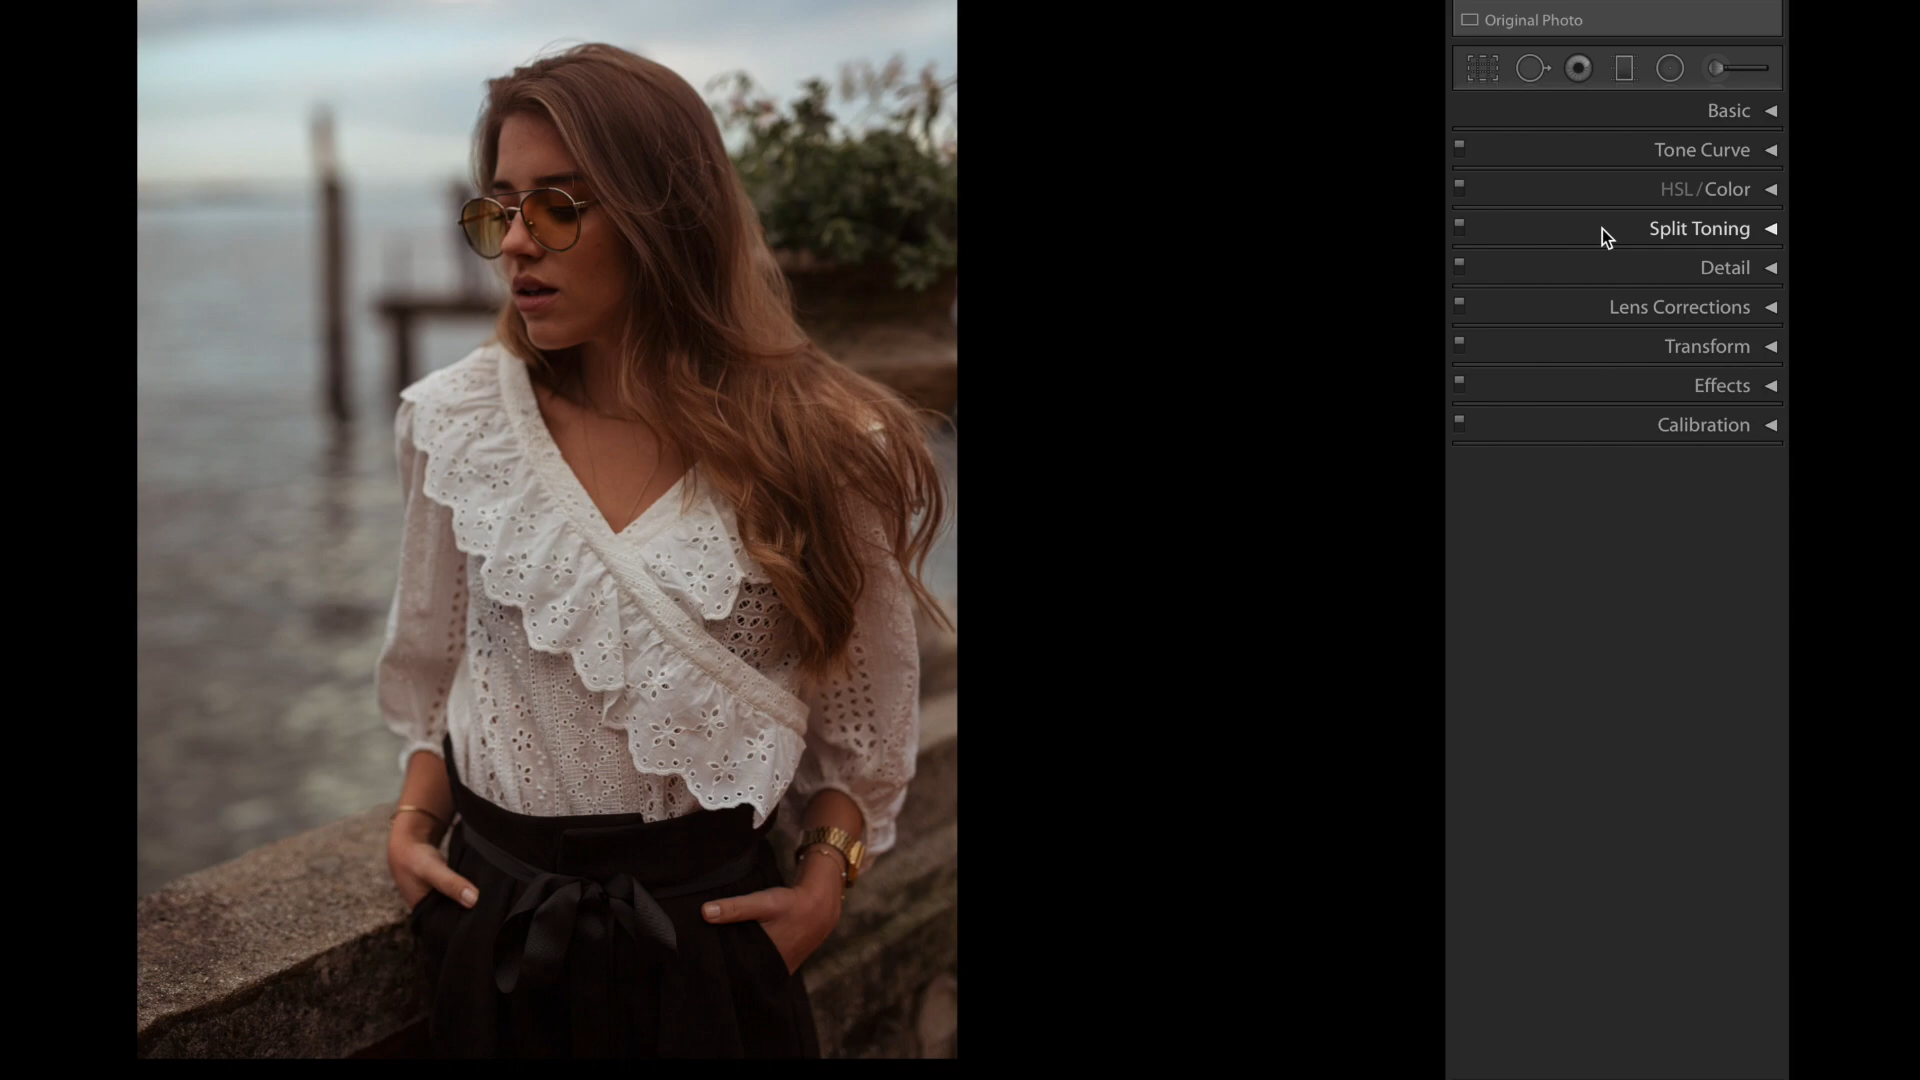 Original Photo
Basic
Tone Curve
HSL / Color
Split Toning
Detail
Lens Corrections
Transform
Effects
Calibration